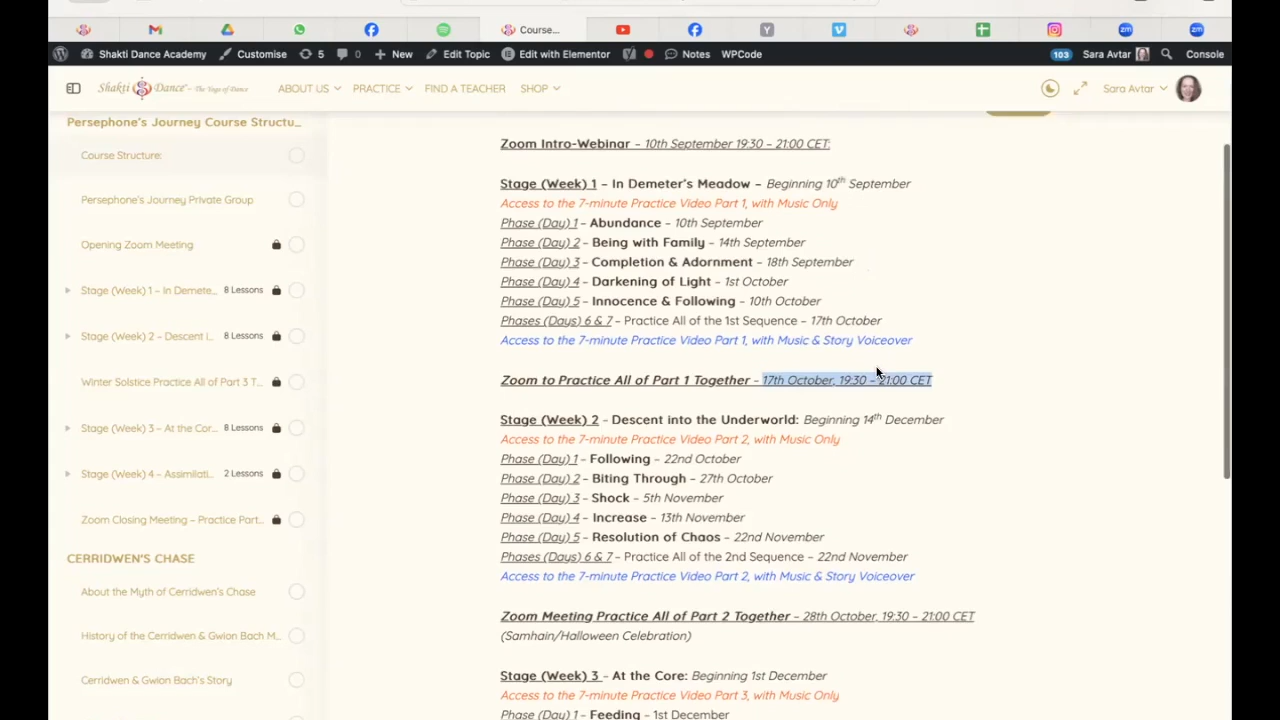 Course...
Shakti Dance Academy Customise 5 0 New Edit Topic Edit with Elementor Notes WPCode 103 Sara Avtar Console
Shakti Dance® - The Yoga of Dance ABOUT US PRACTICE FIND A TEACHER SHOP Sara Avtar
Persephone's Journey Course Structu...
Course Structure:
Persephone's Journey Private Group
Opening Zoom Meeting
Stage (Week) 1 – In Demete... 8 Lessons
Stage (Week) 2 – Descent i... 8 Lessons
Winter Solstice Practice All of Part 3 T...
Stage (Week) 3 – At the Cor... 8 Lessons
Stage (Week) 4 – Assimilati... 2 Lessons
Zoom Closing Meeting – Practice Part...
CERRIDWEN'S CHASE
About the Myth of Cerridwen's Chase
History of the Cerridwen & Gwion Bach M...
Cerridwen & Gwion Bach's Story
Zoom Intro-Webinar – 10th September 19:30 – 21:00 CET:
Stage (Week) 1 – In Demeter's Meadow – Beginning 10th September
Access to the 7-minute Practice Video Part 1, with Music Only
Phase (Day) 1 – Abundance – 10th September
Phase (Day) 2 – Being with Family – 14th September
Phase (Day) 3 – Completion & Adornment – 18th September
Phase (Day) 4 – Darkening of Light – 1st October
Phase (Day) 5 – Innocence & Following – 10th October
Phases (Days) 6 & 7 – Practice All of the 1st Sequence – 17th October
Access to the 7-minute Practice Video Part 1, with Music & Story Voiceover
Zoom to Practice All of Part 1 Together – 17th October, 19:30 – 21:00 CET
Stage (Week) 2 – Descent into the Underworld: Beginning 14th December
Access to the 7-minute Practice Video Part 2, with Music Only
Phase (Day) 1 – Following – 22nd October
Phase (Day) 2 – Biting Through – 27th October
Phase (Day) 3 – Shock – 5th November
Phase (Day) 4 – Increase – 13th November
Phase (Day) 5 – Resolution of Chaos – 22nd November
Phases (Days) 6 & 7 – Practice All of the 2nd Sequence – 22nd November
Access to the 7-minute Practice Video Part 2, with Music & Story Voiceover
Zoom Meeting Practice All of Part 2 Together – 28th October, 19:30 – 21:00 CET
(Samhain/Halloween Celebration)
Stage (Week) 3 – At the Core: Beginning 1st December
Access to the 7-minute Practice Video Part 3, with Music Only
Phase (Day) 1 – Feeding – 1st December